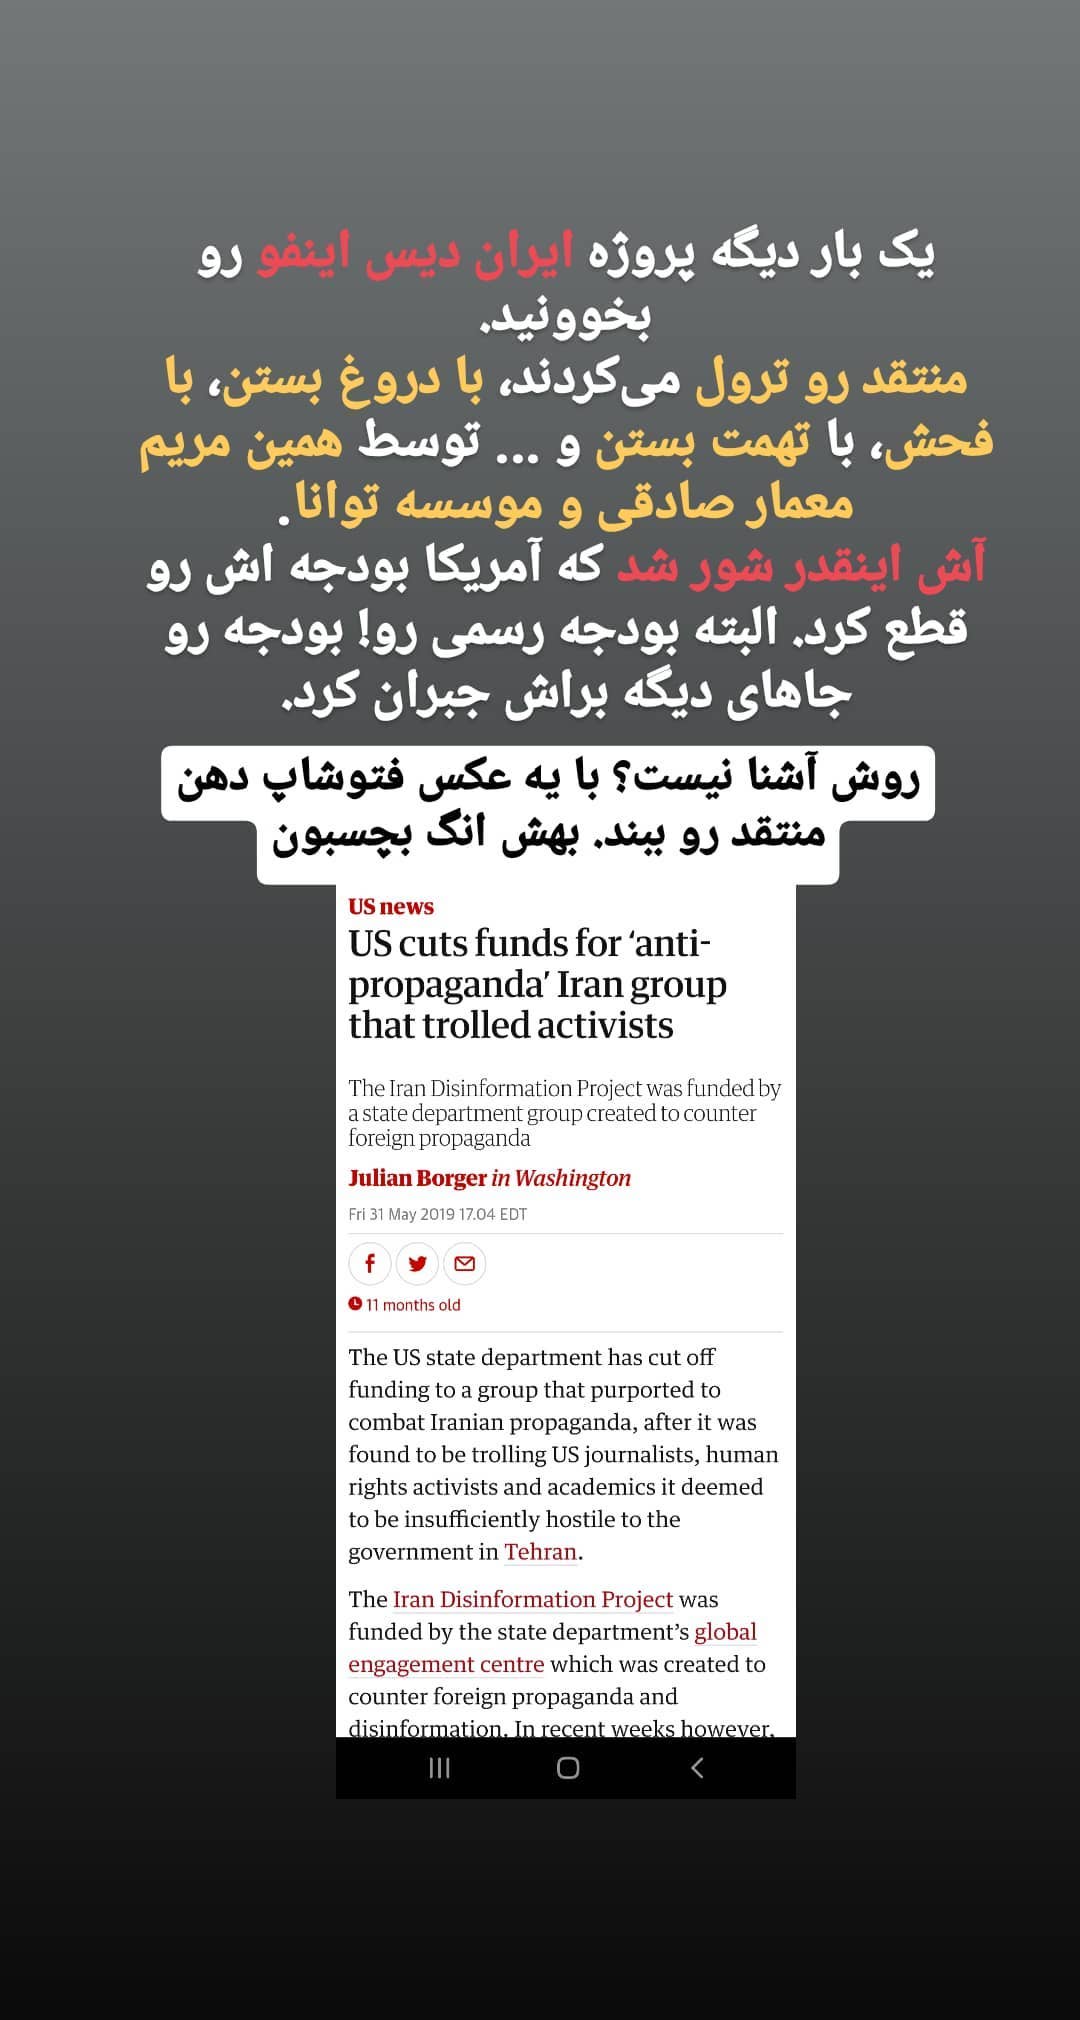 یک بار دیگه پروژه ایران دیس اینفو رو
بخوونید.
منتقد رو ترول می‌کردند، با دروغ بستن، با
فحش، با تهمت بستن و ... توسط همین مریم
معمار صادقی و موسسه توانا.
آش اینقدر شور شد که آمریکا بودجه اش رو
قطع کرد. البته بودجه رسمی رو! بودجه رو
جاهای دیگه براش جبران کرد.
روش آشنا نیست؟ با یه عکس فتوشاپ دهن
منتقد رو ببند. بهش انگ بچسبون
US news
US cuts funds for ‘anti-
propaganda’ Iran group
that trolled activists
The Iran Disinformation Project was funded by
a state department group created to counter
foreign propaganda
Julian Borger in Washington
Fri 31 May 2019 17.04 EDT
11 months old
The US state department has cut off
funding to a group that purported to
combat Iranian propaganda, after it was
found to be trolling US journalists, human
rights activists and academics it deemed
to be insufficiently hostile to the
government in Tehran.
The Iran Disinformation Project was
funded by the state department’s global
engagement centre which was created to
counter foreign propaganda and
disinformation. In recent weeks however,